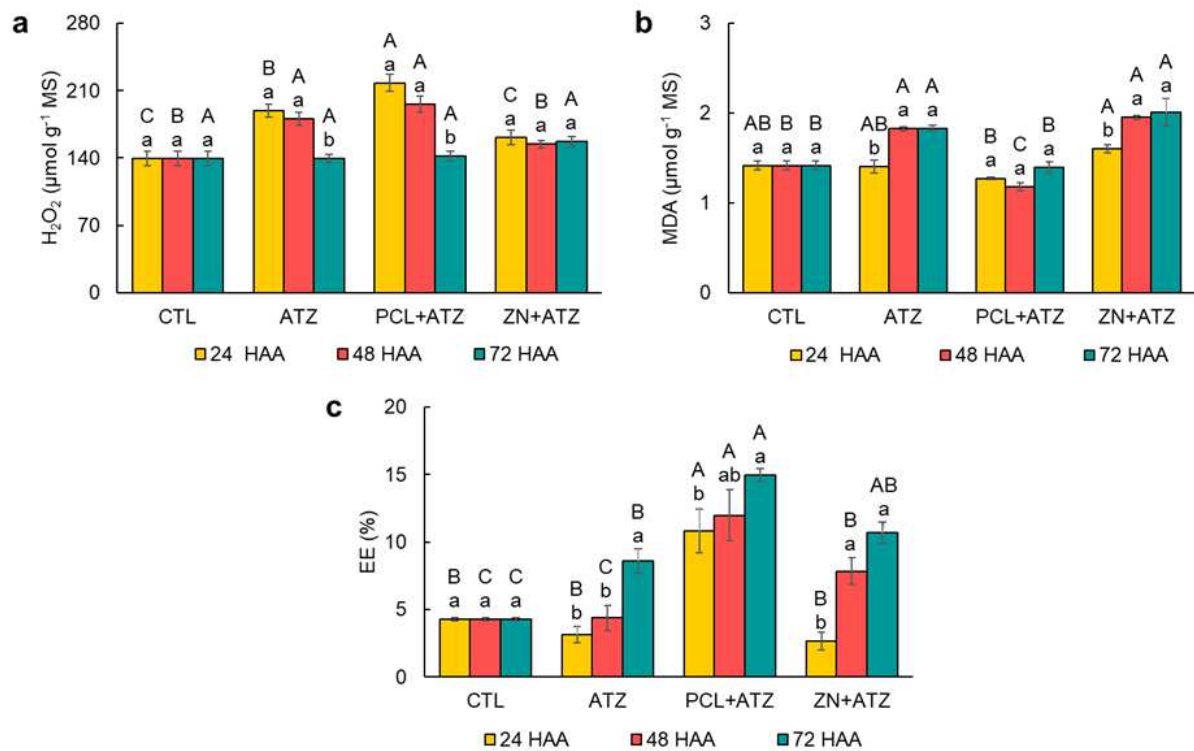 a
280
210
140
70
0
H₂O₂ (µmol g⁻¹ MS)
C B A
a a a
B A A
a a b
A A A
a a b
C B A
a a a
CTL ATZ PCL+ATZ ZN+ATZ
24 HAA 48 HAA 72 HAA
b
3
2
1
0
MDA (µmol g⁻¹ MS)
AB B B
a a a
AB A A
b a a
B C B
a a a
A A A
b a a
CTL ATZ PCL+ATZ ZN+ATZ
24 HAA 48 HAA 72 HAA
c
20
15
10
5
0
EE (%)
B C C
a a a
B C B
b b a
A A A
b ab a
B B AB
b a a
CTL ATZ PCL+ATZ ZN+ATZ
24 HAA 48 HAA 72 HAA